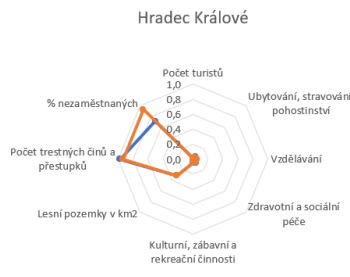 Hradec Králové
Počet turistů
Ubytování, stravování
pohostinství
Vzdělávání
Zdravotní a sociální
péče
Kulturní, zábavní a
rekreační činnosti
Lesní pozemky v km2
Počet trestných činů a
přestupků
% nezaměstnaných
1,0
0,8
0,6
0,4
0,2
0,0